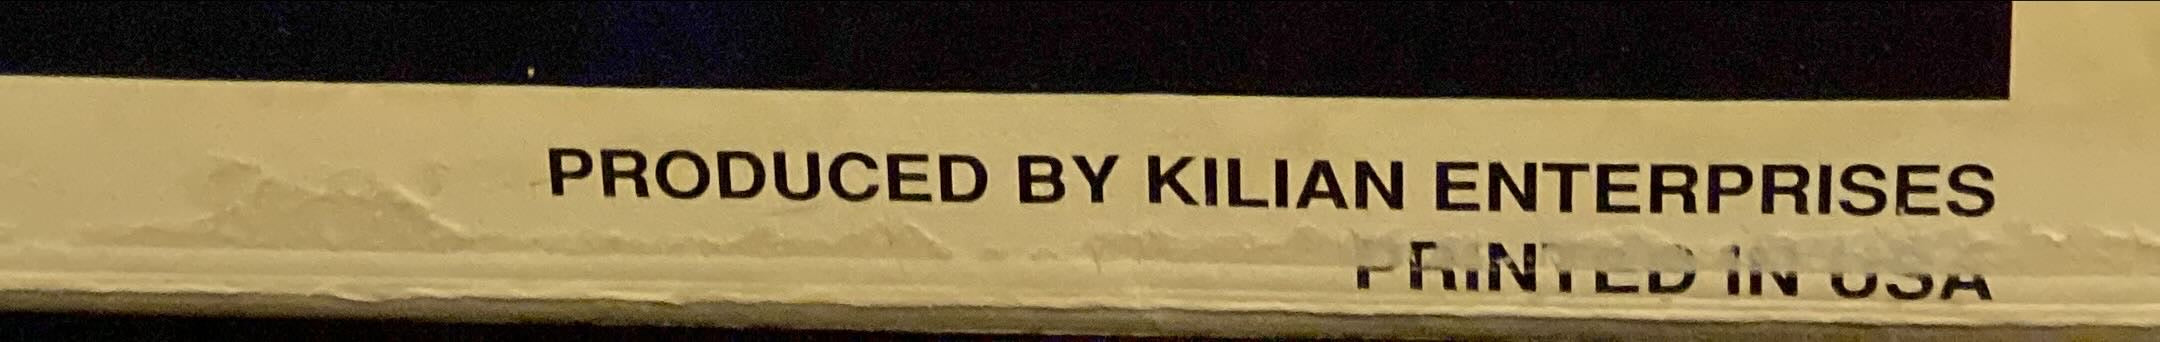 PRODUCED BY KILIAN ENTERPRISES
PRINTED IN USA